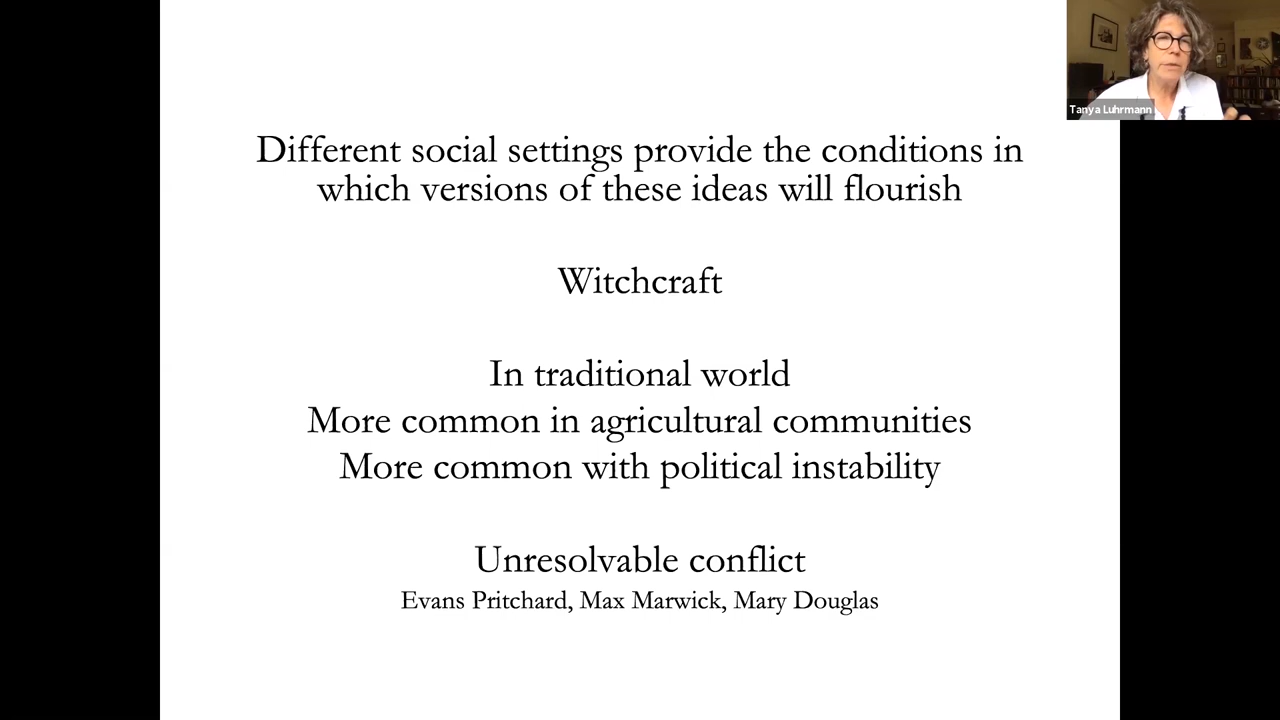 Tanya Luhrmann
Different social settings provide the conditions in
which versions of these ideas will flourish
Witchcraft
In traditional world
More common in agricultural communities
More common with political instability
Unresolvable conflict
Evans Pritchard, Max Marwick, Mary Douglas